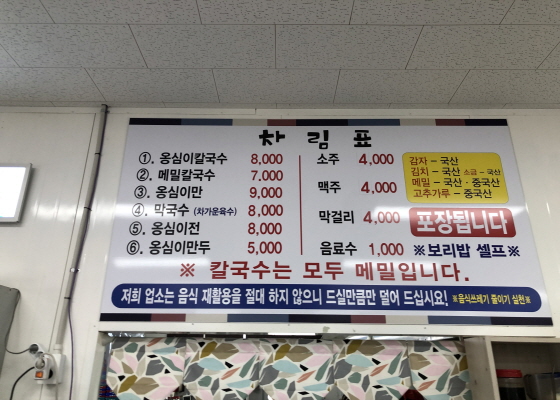 차림표
①. 옹심이칼국수 8,000
②. 메밀칼국수 7,000
③. 옹심이만 9,000
④. 막국수 (차가운육수) 8,000
⑤. 옹심이전 8,000
⑥. 옹심이만두 5,000
소주 4,000
맥주 4,000
막걸리 4,000
음료수 1,000
감자 – 국산
김치 – 국산 소금 – 국산
메밀 – 국산 · 중국산
고추가루 – 중국산
포장됩니다
※보리밥 셀프※
※ 칼국수는 모두 메밀입니다.
저희 업소는 음식 재활용을 절대 하지 않으니 드실만큼만 덜어 드십시요! ※음식쓰레기 줄이기 실천※